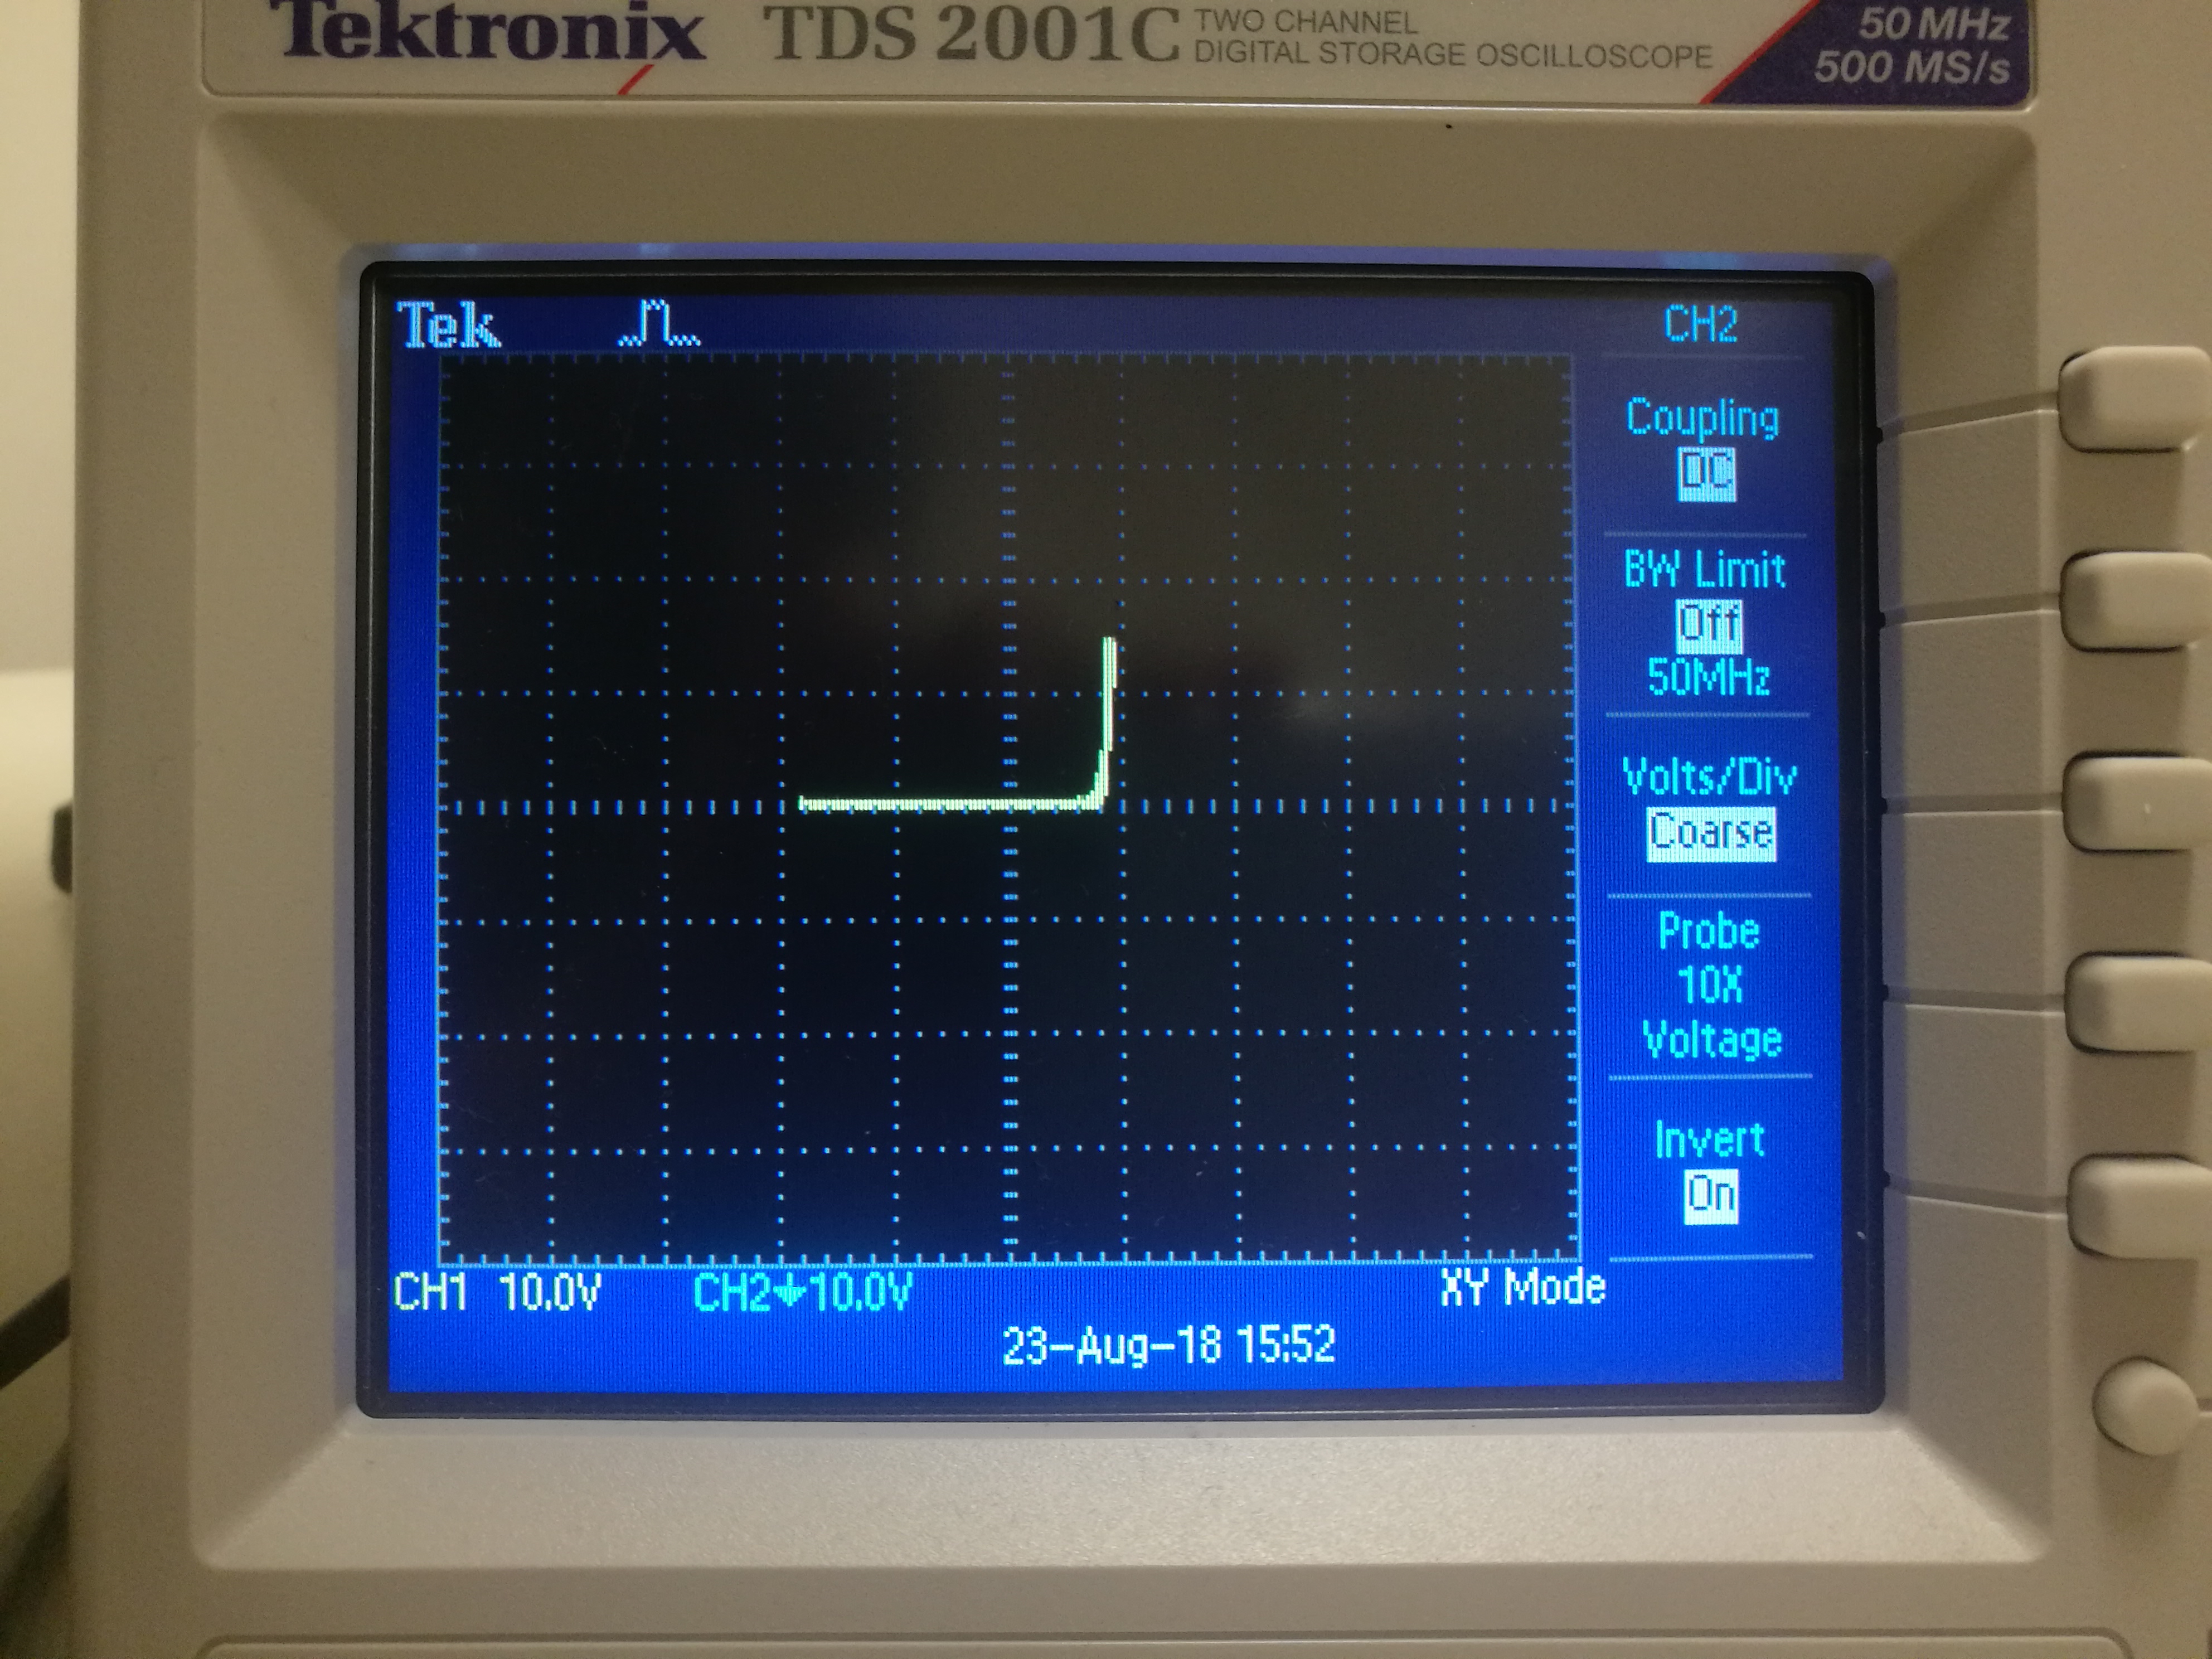 Tektronix TDS 2001C TWO CHANNEL
DIGITAL STORAGE OSCILLOSCOPE
50 MHz
500 MS/s
Tek
CH2
Coupling
DC
BW Limit
Off
50MHz
Volts/Div
Coarse
Probe
10X
Voltage
Invert
On
CH1 10.0V CH2 10.0V XY Mode
23-Aug-18 15:52